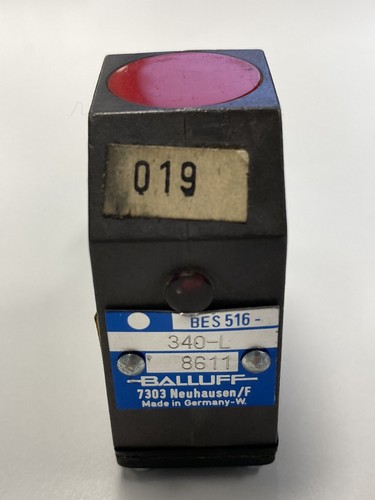 019
BES 516 -
340-L
8611
BALLUFF
7303 Neuhausen/F
Made in Germany-W.